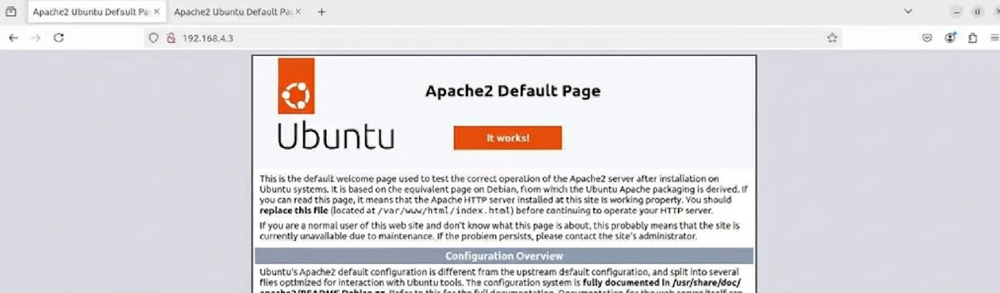 Apache2 Ubuntu Defsult Pa
Apache2 Ubuntu Default Pa
192.168.4.3
Apache2 Default Page
Ubuntu
It works!
This is the default welcome page used to test the correct operation of the Apache2 server after installation on
Ubuntu systems. It is based on the equivalent page on Debian, from which the Ubuntu Apache packaging is derived. If
you can read this page, it means that the Apache HTTP server installed at this site is working property. You should
replace this file (located at /var/www/html/index.html) before continuing to operate your HTTP server.
If you are a normal user of this web site and don't know what this page is about, this probably means that the site is
currently unavailable due to maintenance. If the problem persists, please contact the site's administrator.
Configuration Overview
Ubuntu's Apache2 default configuration is different from the upstream default configuration, and split into several
files optimized for interaction with Ubuntu tools. The configuration system is fully documented in /usr/share/doc/
apache2/README.Debian.gz. Refer to this for the full documentation. Documentation for the web server itself can